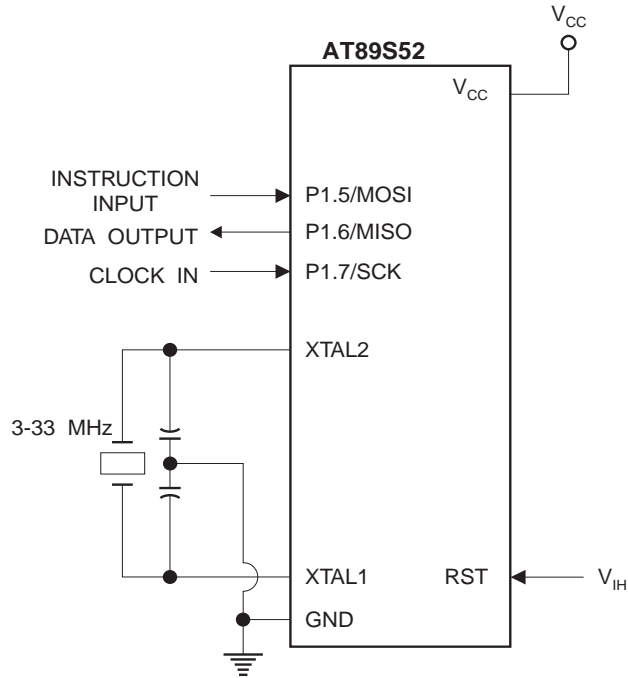 V_CC
AT89S52
V_CC
INSTRUCTION
INPUT
P1.5/MOSI
DATA OUTPUT
P1.6/MISO
CLOCK IN
P1.7/SCK
XTAL2
3-33 MHz
XTAL1
RST
V_IH
GND